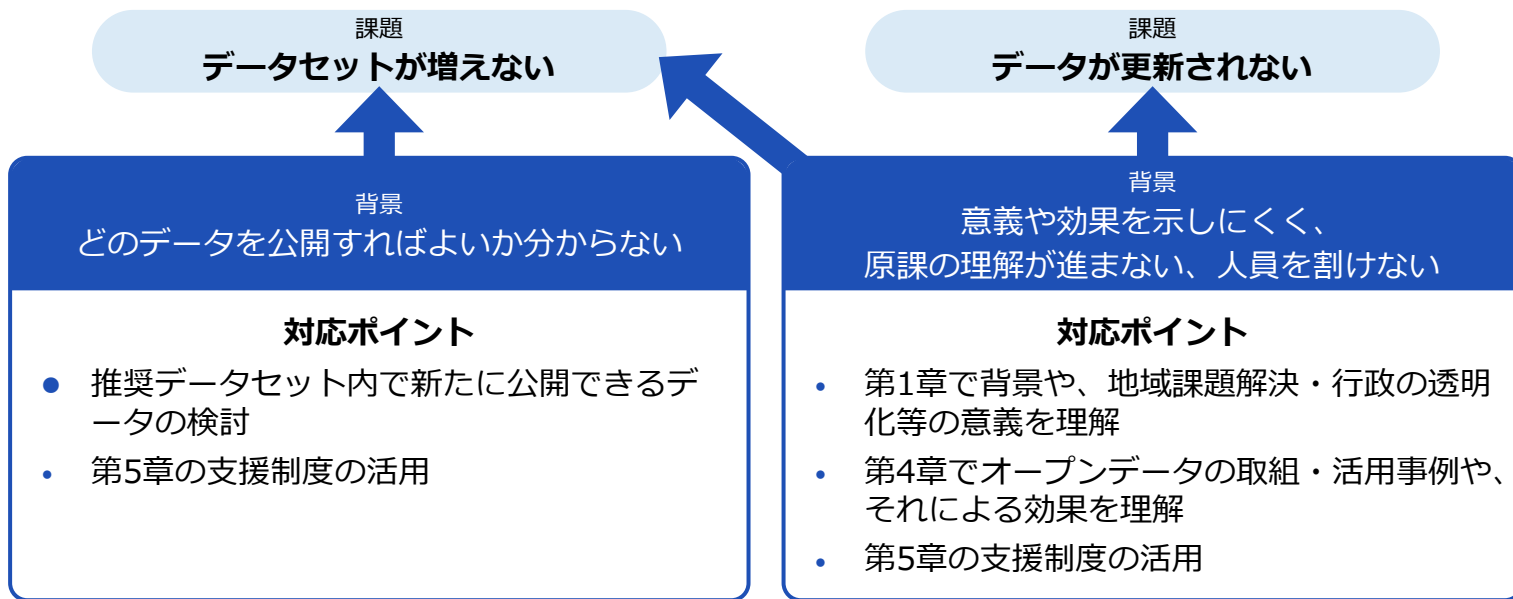 課題
データセットが増えない
背景
どのデータを公開すればよいか分からない
対応ポイント
● 推奨データセット内で新たに公開できるデ
ータの検討
• 第5章の支援制度の活用
課題
データが更新されない
背景
意義や効果を示しにくく、
原課の理解が進まない、人員を割けない
対応ポイント
• 第1章で背景や、地域課題解決・行政の透明
化等の意義を理解
• 第4章でオープンデータの取組・活用事例や、
それによる効果を理解
• 第5章の支援制度の活用